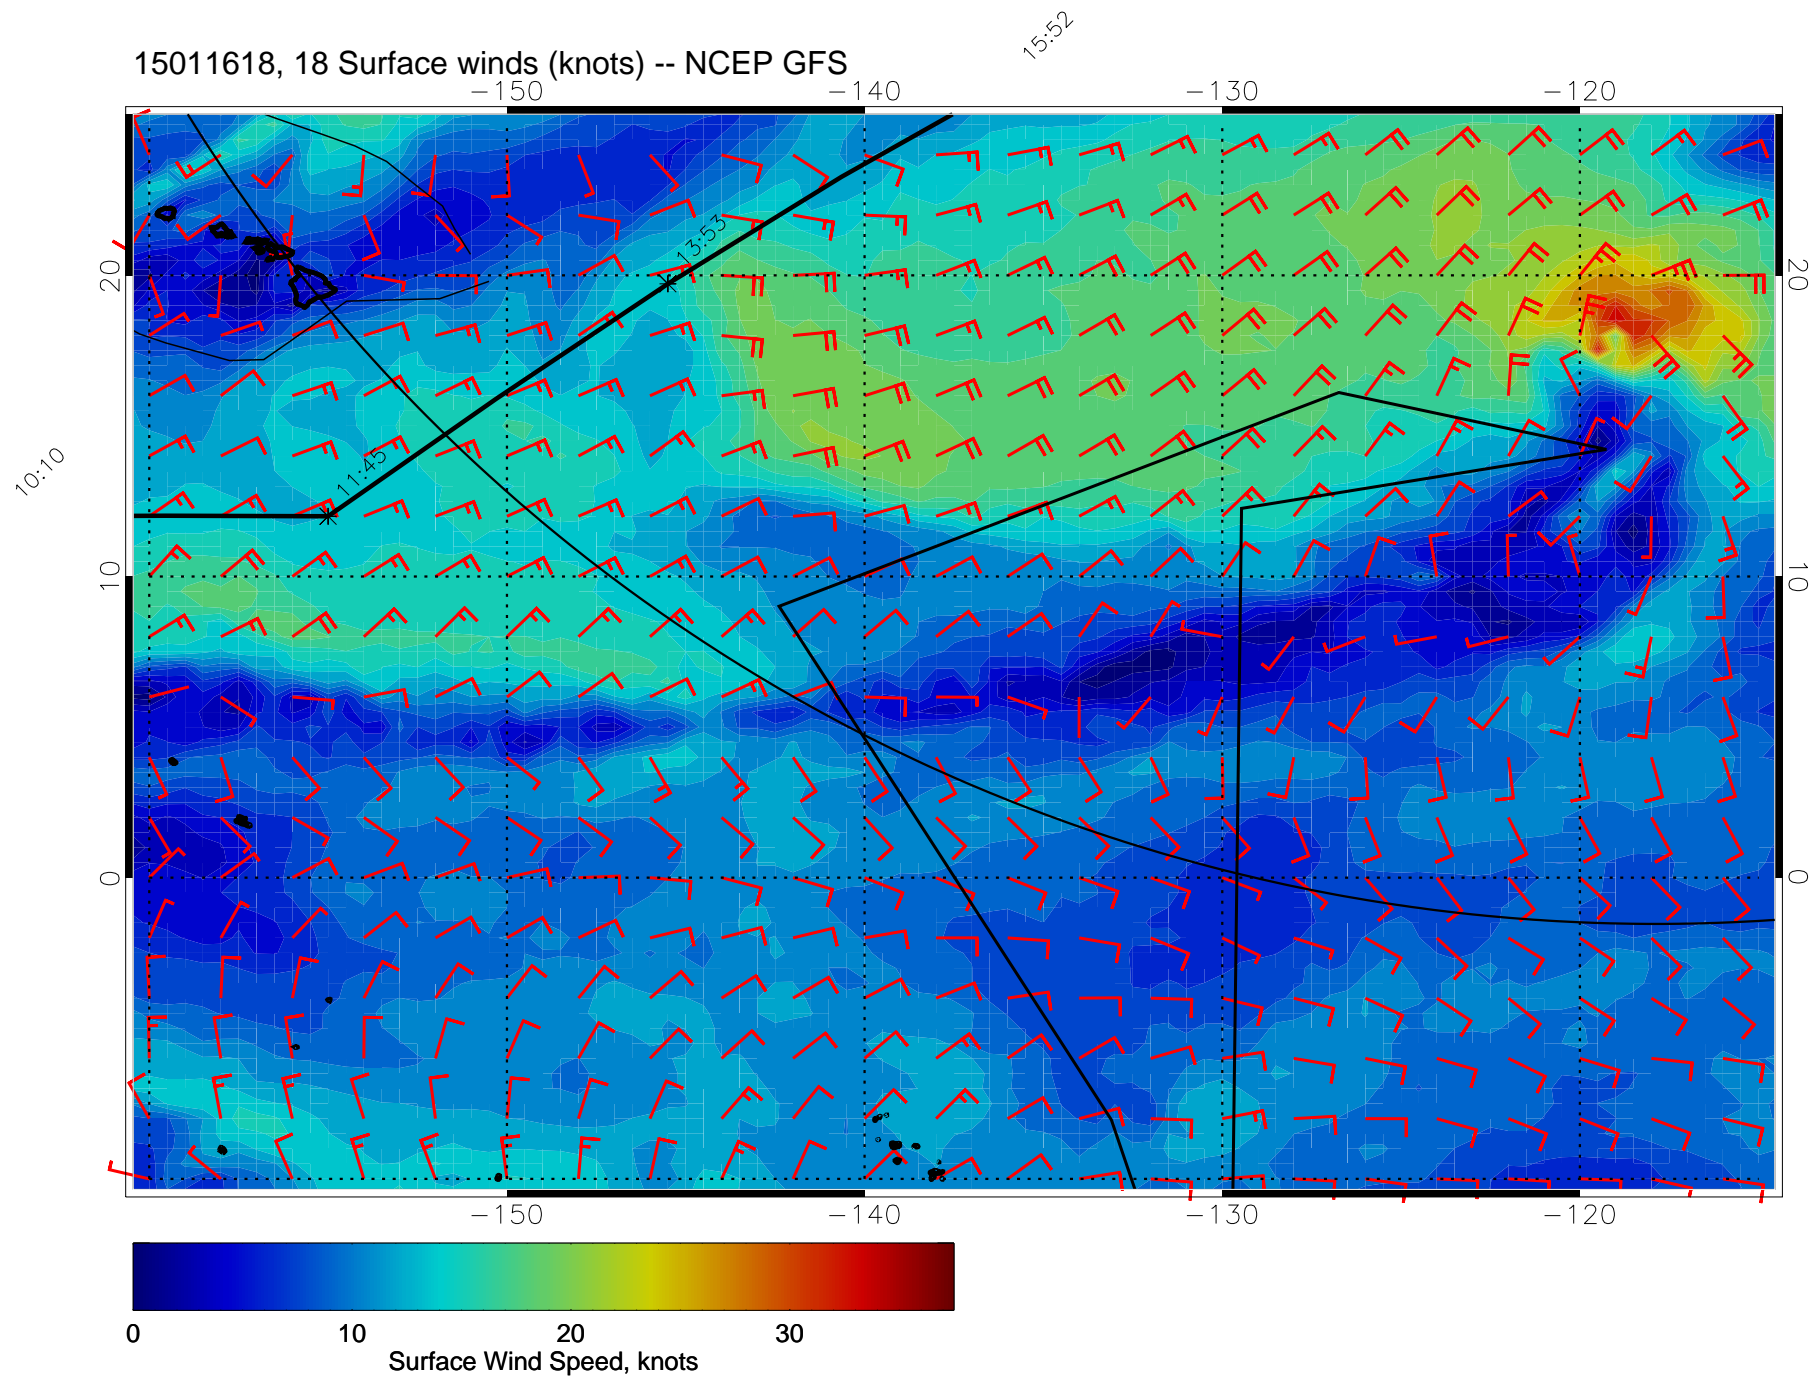 15:52
15011618, 18 Surface winds (knots) -- NCEP GFS
−150 −140 −130 −120
13:53
20 20
11:45
10:10
10 10
0 0
−150 −140 −130 −120
0 10 20 30
Surface Wind Speed, knots